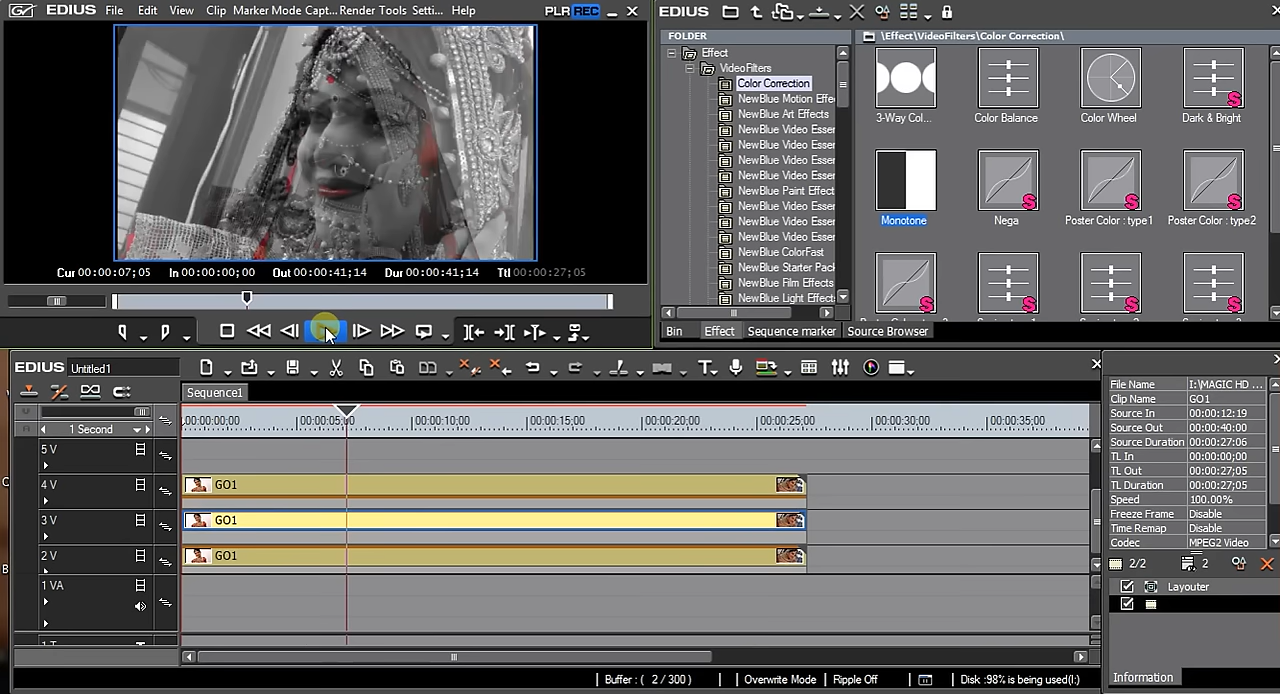 EDIUS File Edit View Clip Marker Mode Capt... Render Tools Setti... Help PLR REC
Cur 00:00:07;05 In 00:00:00;00 Out 00:00:41;14 Dur 00:00:41;14 Ttl 00:00:27;05
EDIUS
FOLDER
Effect
VideoFilters
Color Correction
NewBlue Motion Effe
NewBlue Art Effects
NewBlue Video Esser
NewBlue Video Esser
NewBlue Video Esser
NewBlue Video Esser
NewBlue Paint Effect
NewBlue Video Esser
NewBlue Video Esser
NewBlue Video Esser
NewBlue ColorFast
NewBlue Starter Pack
NewBlue Film Effects
NewBlue Light Effects
\Effect\VideoFilters\Color Correction\
3-Way Col... Color Balance Color Wheel Dark & Bright
S
Monotone Nega Poster Color : type1 Poster Color : type2
S S S
S S S S
Bin Effect Sequence marker Source Browser
EDIUS Untitled1
Sequence1
1 Second
00:00:00;00 00:00:05;00 00:00:10;00 00:00:15;00 00:00:20;00 00:00:25;00 00:00:30;00 00:00:35;00
5 V
4 V GO1
3 V GO1
2 V GO1
1 VA
Buffer : ( 2 / 300 ) Overwrite Mode Ripple Off Disk :98% is being used(I:)
File Name I:\MAGIC HD ...
Clip Name GO1
Source In 00:00:12;19
Source Out 00:00:40;00
Source Duration 00:00:27;06
TL In 00:00:00;00
TL Out 00:00:27;05
TL Duration 00:00:27;05
Speed 100.00%
Freeze Frame Disable
Time Remap Disable
Codec MPEG2 Video
2/2 2
Layouter
Information